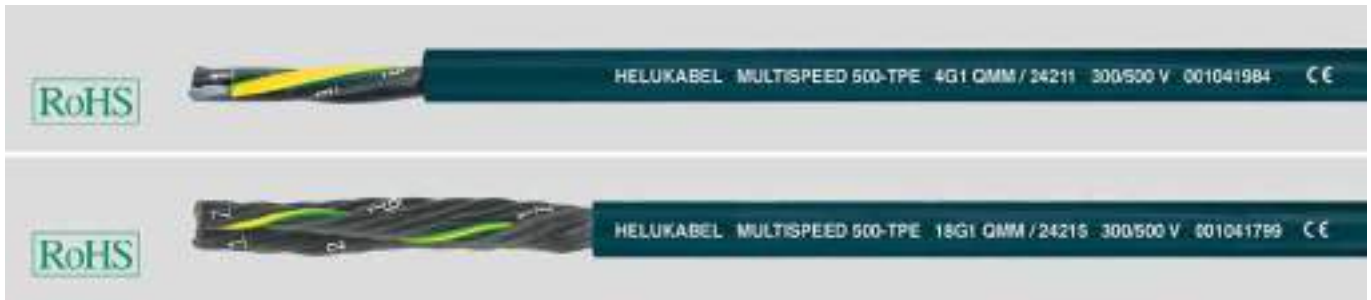 RoHS
HELUKABEL MULTISPEED 500-TPE 4G1 QMM / 24211 300/500 V 001041984 CE
RoHS
HELUKABEL MULTISPEED 500-TPE 18G1 QMM / 24215 300/500 V 001041799 CE